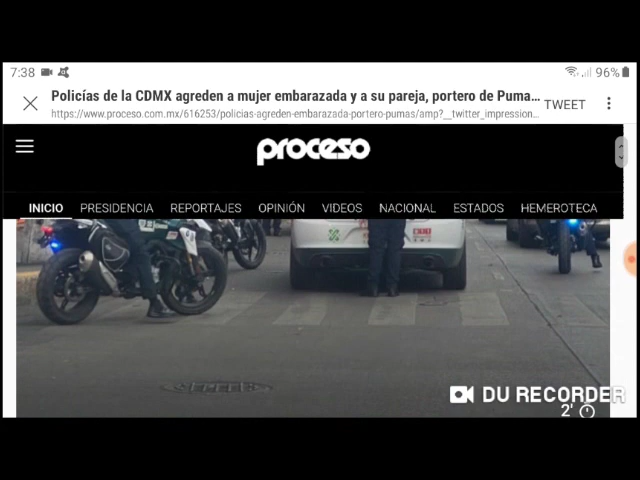 7:38 96%
Policías de la CDMX agreden a mujer embarazada y a su pareja, portero de Puma...
https://www.proceso.com.mx/616253/policias-agreden-embarazada-portero-pumas/amp?__twitter_impression...
TWEET
proceso
INICIO PRESIDENCIA REPORTAJES OPINIÓN VIDEOS NACIONAL ESTADOS HEMEROTECA
DU RECORDER
2'